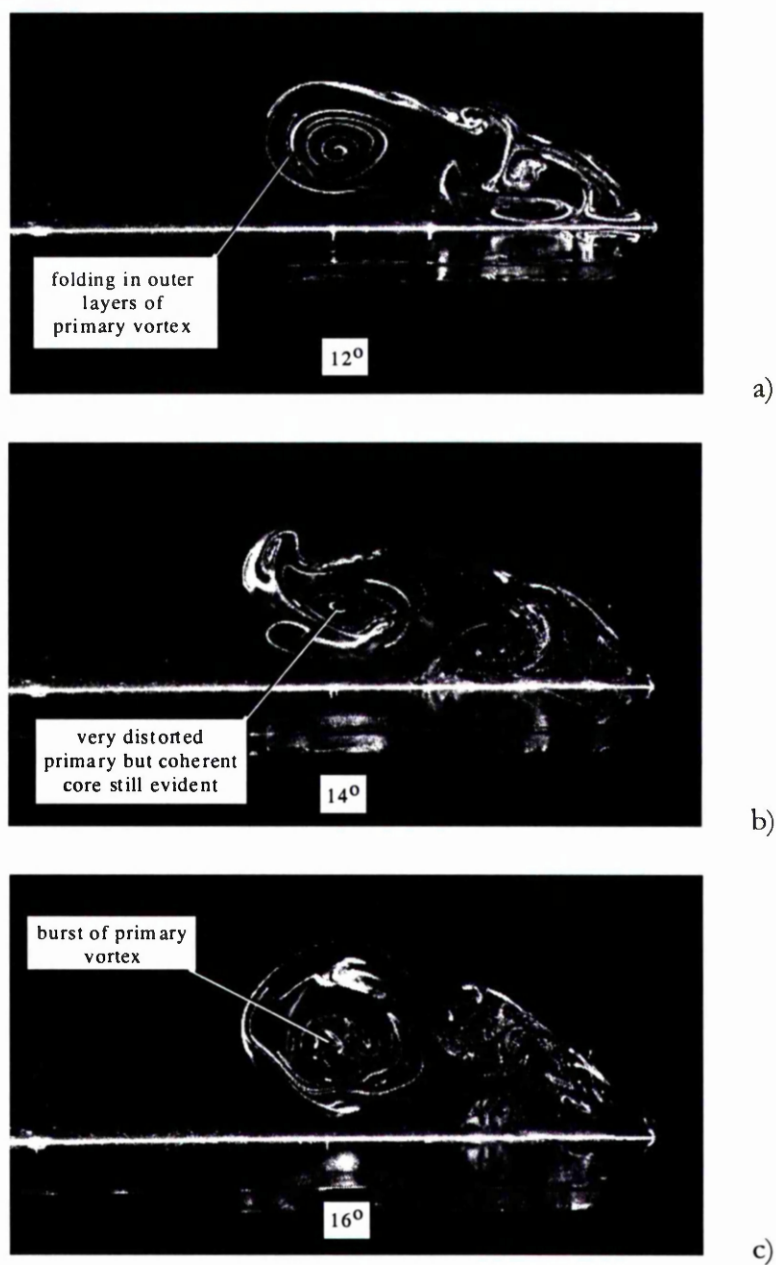 folding in outer
layers of
primary vortex
12°
a)
very distorted
primary but coherent
core still evident
14°
b)
burst of primary
vortex
16°
c)